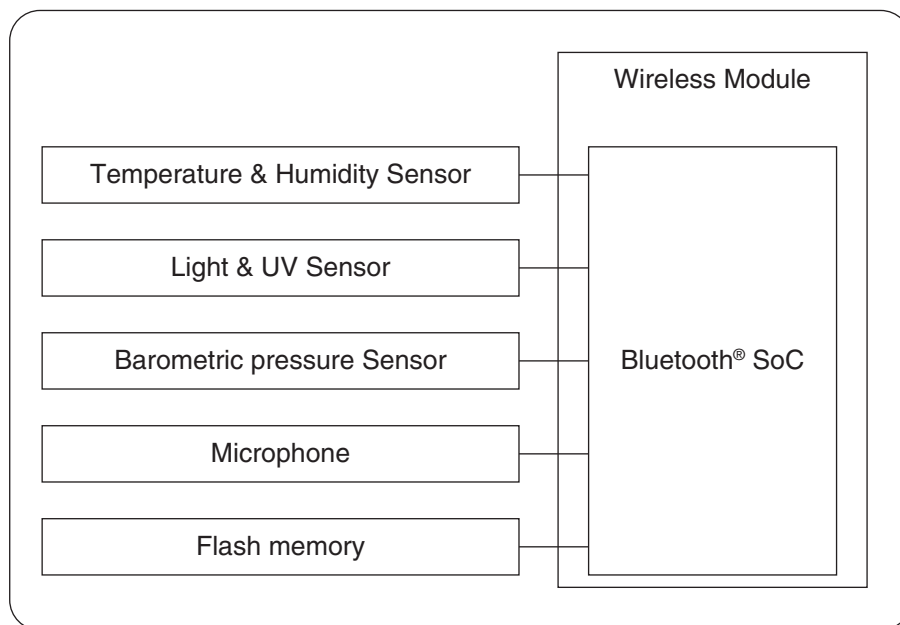 Wireless Module
Temperature & Humidity Sensor
Light & UV Sensor
Barometric pressure Sensor
Bluetooth® SoC
Microphone
Flash memory